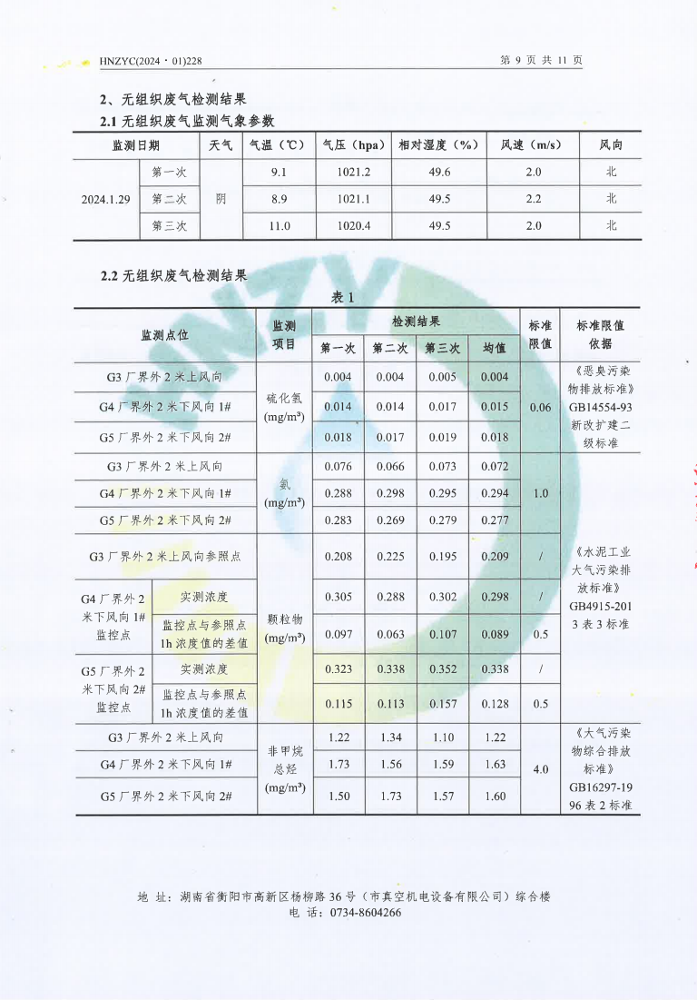 HNZYC(2024·01)228 第 9 页 共 11 页
2、无组织废气检测结果
2.1 无组织废气监测气象参数
监测日期 天气 气温（℃） 气压（hpa） 相对湿度（%） 风速（m/s） 风向
2024.1.29 第一次 阴 9.1 1021.2 49.6 2.0 北
第二次 8.9 1021.1 49.5 2.2 北
第三次 11.0 1020.4 49.5 2.0 北
2.2 无组织废气检测结果
表 1
监测点位 监测项目 检测结果 标准限值 标准限值依据
第一次 第二次 第三次 均值
G3 厂界外 2 米上风向 硫化氢(mg/m³) 0.004 0.004 0.005 0.004 0.06 《恶臭污染物排放标准》GB14554-93新改扩建二级标准
G4 厂界外 2 米下风向 1# 0.014 0.014 0.017 0.015
G5 厂界外 2 米下风向 2# 0.018 0.017 0.019 0.018
G3 厂界外 2 米上风向 氨(mg/m³) 0.076 0.066 0.073 0.072 1.0
G4 厂界外 2 米下风向 1# 0.288 0.298 0.295 0.294
G5 厂界外 2 米下风向 2# 0.283 0.269 0.279 0.277
G3 厂界外 2 米上风向参照点 颗粒物(mg/m³) 0.208 0.225 0.195 0.209 / 《水泥工业大气污染排放标准》GB4915-2013 表 3 标准
G4 厂界外 2 米下风向 1#监控点 实测浓度 0.305 0.288 0.302 0.298 /
监控点与参照点1h 浓度值的差值 0.097 0.063 0.107 0.089 0.5
G5 厂界外 2 米下风向 2#监控点 实测浓度 0.323 0.338 0.352 0.338 /
监控点与参照点1h 浓度值的差值 0.115 0.113 0.157 0.128 0.5
G3 厂界外 2 米上风向 非甲烷总烃(mg/m³) 1.22 1.34 1.10 1.22 4.0 《大气污染物综合排放标准》GB16297-1996 表 2 标准
G4 厂界外 2 米下风向 1# 1.73 1.56 1.59 1.63
G5 厂界外 2 米下风向 2# 1.50 1.73 1.57 1.60
HNZY
地 址：湖南省衡阳市高新区杨柳路 36 号（市真空机电设备有限公司）综合楼
电 话：0734-8604266